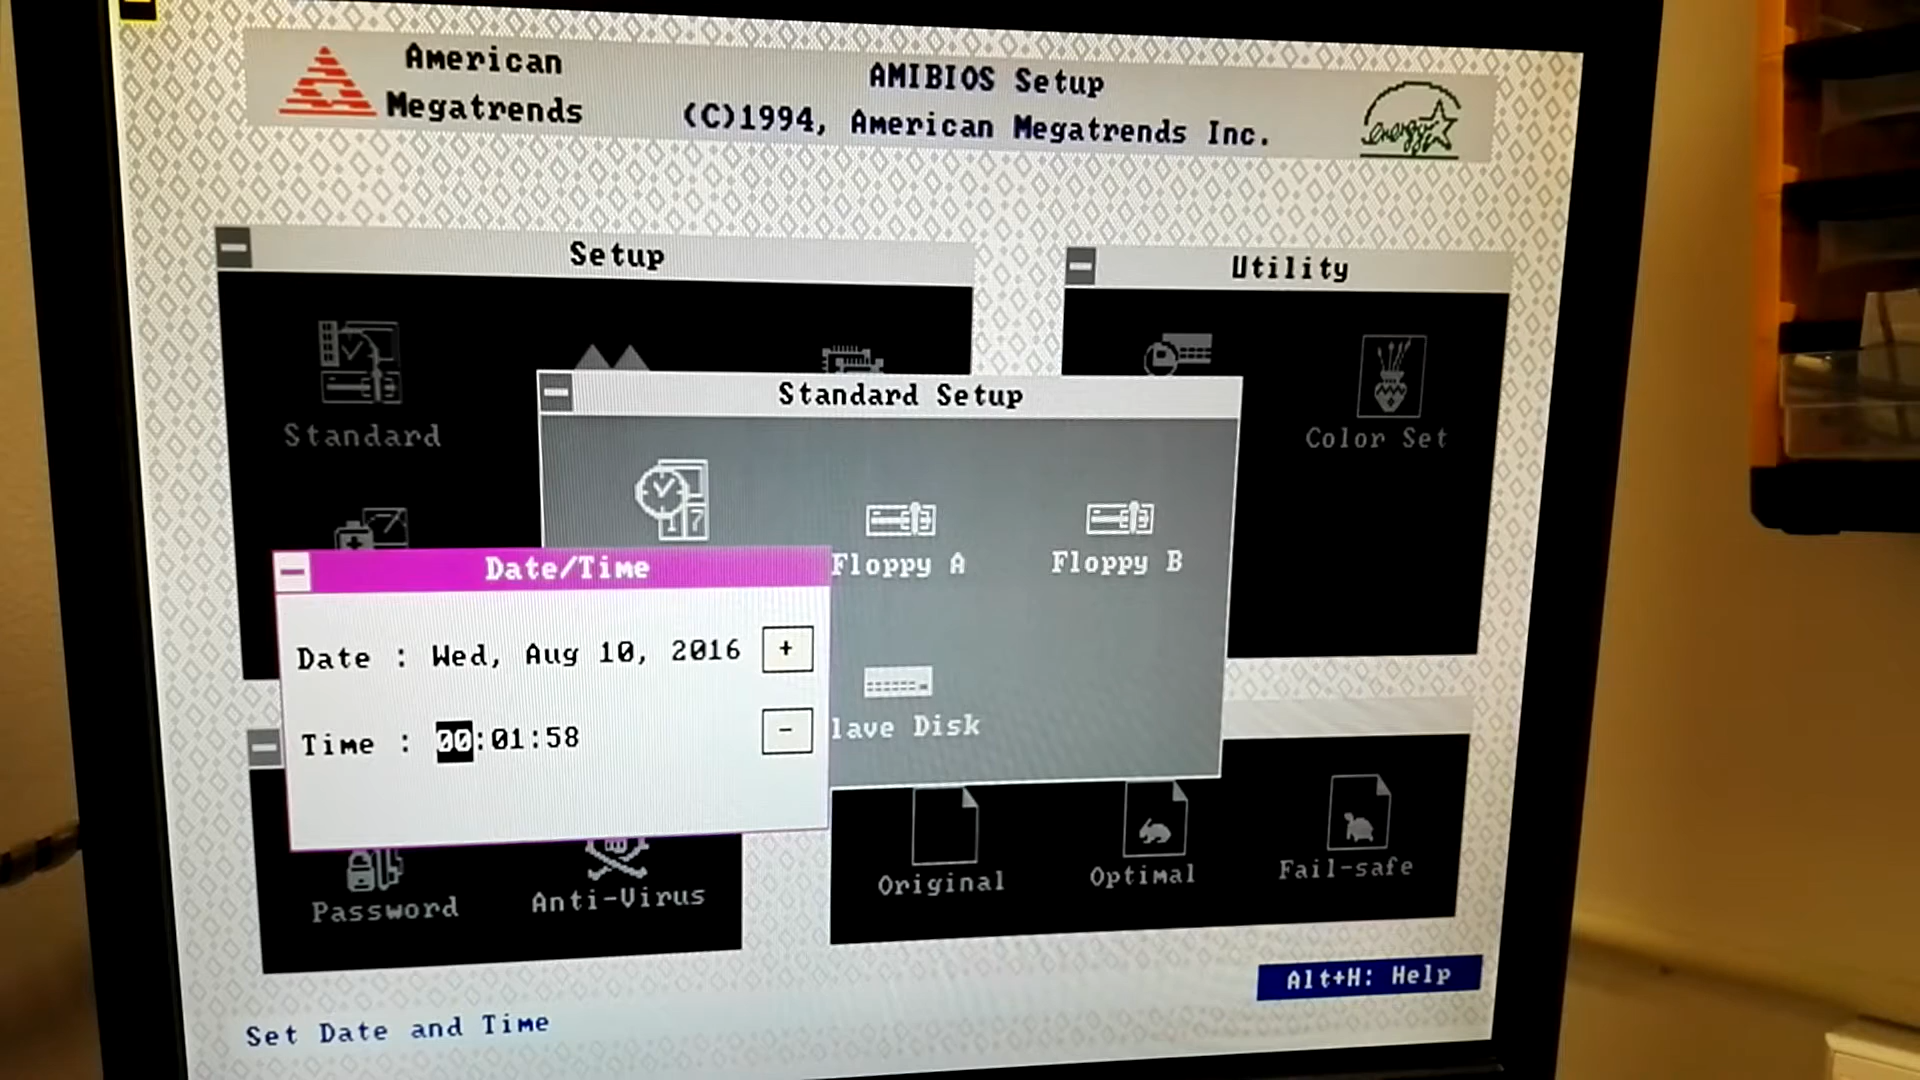 American
Megatrends
AMIBIOS Setup
(C)1994, American Megatrends Inc.
energy
Setup
Utility
Standard
Color Set
Standard Setup
17
Floppy A
Floppy B
Date/Time
Date : Wed, Aug 10, 2016 +
Time : 00:01:58 -
lave Disk
Password
Anti-Virus
Original
Optimal
Fail-safe
Alt+H: Help
Set Date and Time